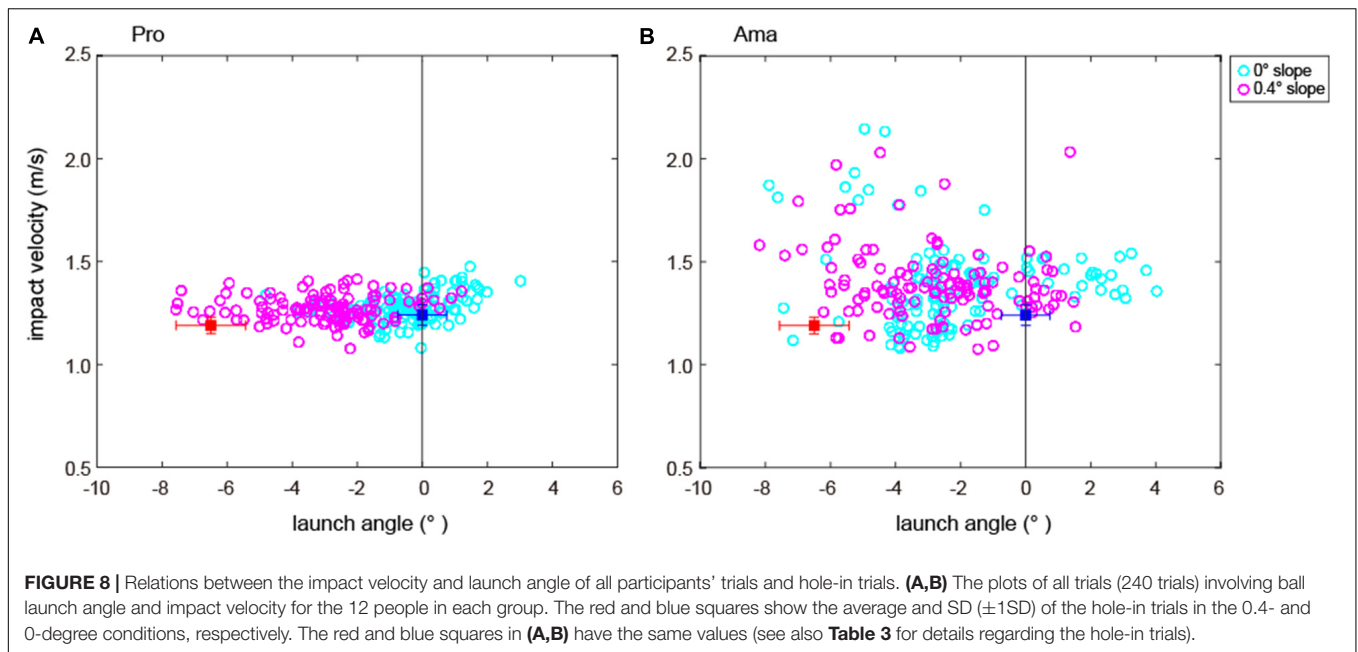 A Pro
B Ama
2.5
2.0
1.5
1.0
0.5
-10 -8 -6 -4 -2 0 2 4 6
impact velocity (m/s)
launch angle (° )
2.5
2.0
1.5
1.0
0.5
-10 -8 -6 -4 -2 0 2 4 6
launch angle (° )
0° slope
0.4° slope
FIGURE 8 | Relations between the impact velocity and launch angle of all participants' trials and hole-in trials. (A,B) The plots of all trials (240 trials) involving ball
launch angle and impact velocity for the 12 people in each group. The red and blue squares show the average and SD (±1SD) of the hole-in trials in the 0.4- and
0-degree conditions, respectively. The red and blue squares in (A,B) have the same values (see also Table 3 for details regarding the hole-in trials).